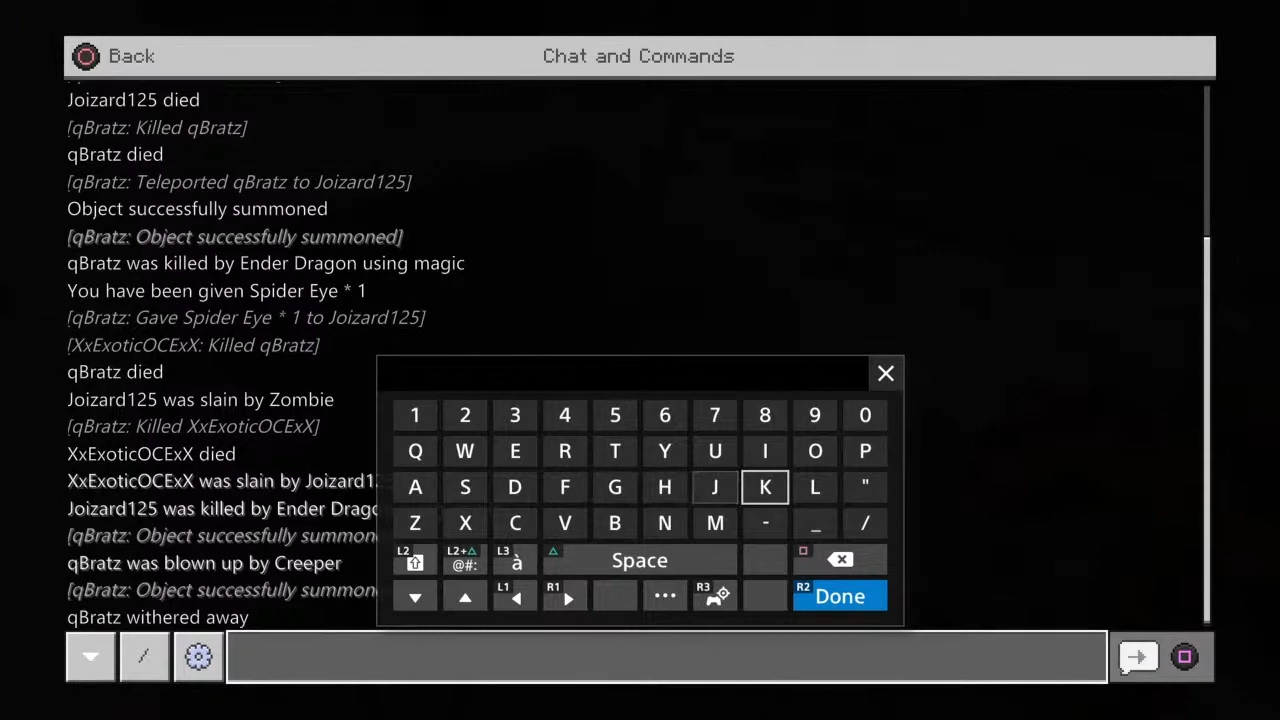 Back
Chat and Commands
Joizard125 died
[qBratz: Killed qBratz]
qBratz died
[qBratz: Teleported qBratz to Joizard125]
Object successfully summoned
[qBratz: Object successfully summoned]
qBratz was killed by Ender Dragon using magic
You have been given Spider Eye * 1
[qBratz: Gave Spider Eye * 1 to Joizard125]
[XxExoticOCExX: Killed qBratz]
qBratz died
Joizard125 was slain by Zombie
[qBratz: Killed XxExoticOCExX]
XxExoticOCExX died
XxExoticOCExX was slain by Joizard12
Joizard125 was killed by Ender Drago
[qBratz: Object successfully summon
qBratz was blown up by Creeper
[qBratz: Object successfully summon
qBratz withered away
1 2 3 4 5 6 7 8 9 0
Q W E R T Y U I O P
A S D F G H J K L "
Z X C V B N M - _ /
L2 L2+△ @#: L3 à △ Space
L1 R1 ... R3 R2 Done
/